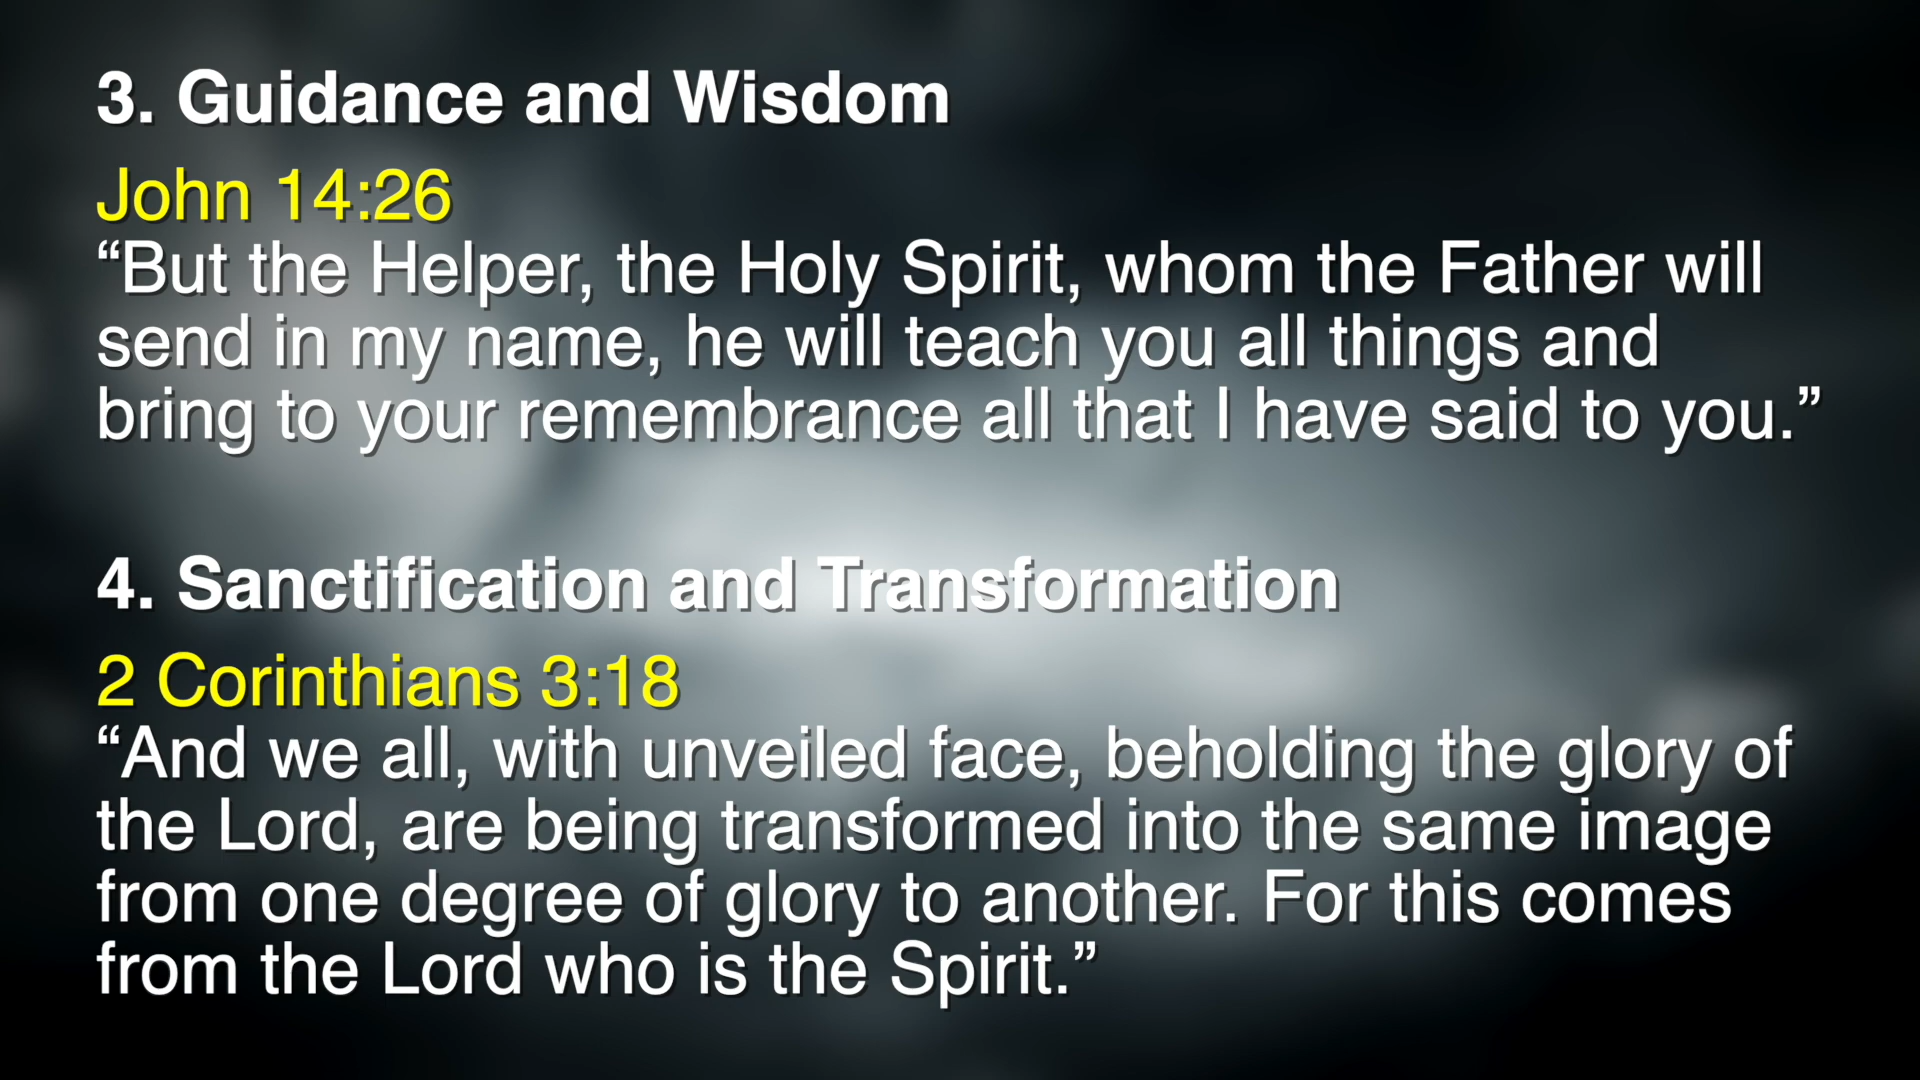 3. Guidance and Wisdom
John 14:26
“But the Helper, the Holy Spirit, whom the Father will
send in my name, he will teach you all things and
bring to your remembrance all that I have said to you.”
4. Sanctification and Transformation
2 Corinthians 3:18
“And we all, with unveiled face, beholding the glory of
the Lord, are being transformed into the same image
from one degree of glory to another. For this comes
from the Lord who is the Spirit.”